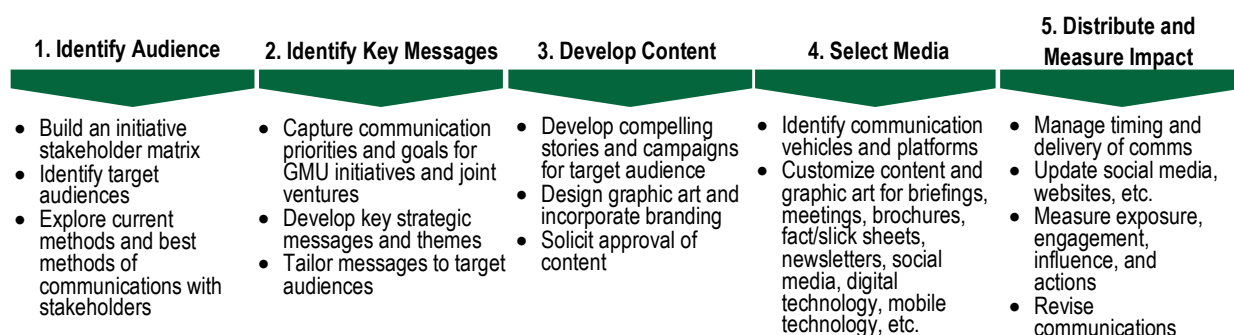 1. Identify Audience
• Build an initiative
stakeholder matrix
• Identify target
audiences
• Explore current
methods and best
methods of
communications with
stakeholders
2. Identify Key Messages
• Capture communication
priorities and goals for
GMU initiatives and joint
ventures
• Develop key strategic
messages and themes
• Tailor messages to target
audiences
3. Develop Content
• Develop compelling
stories and campaigns
for target audience
• Design graphic art and
incorporate branding
• Solicit approval of
content
4. Select Media
• Identify communication
vehicles and platforms
• Customize content and
graphic art for briefings,
meetings, brochures,
fact/slick sheets,
newsletters, social
media, digital
technology, mobile
technology, etc.
5. Distribute and
Measure Impact
• Manage timing and
delivery of comms
• Update social media,
websites, etc.
• Measure exposure,
engagement,
influence, and
actions
• Revise
communications